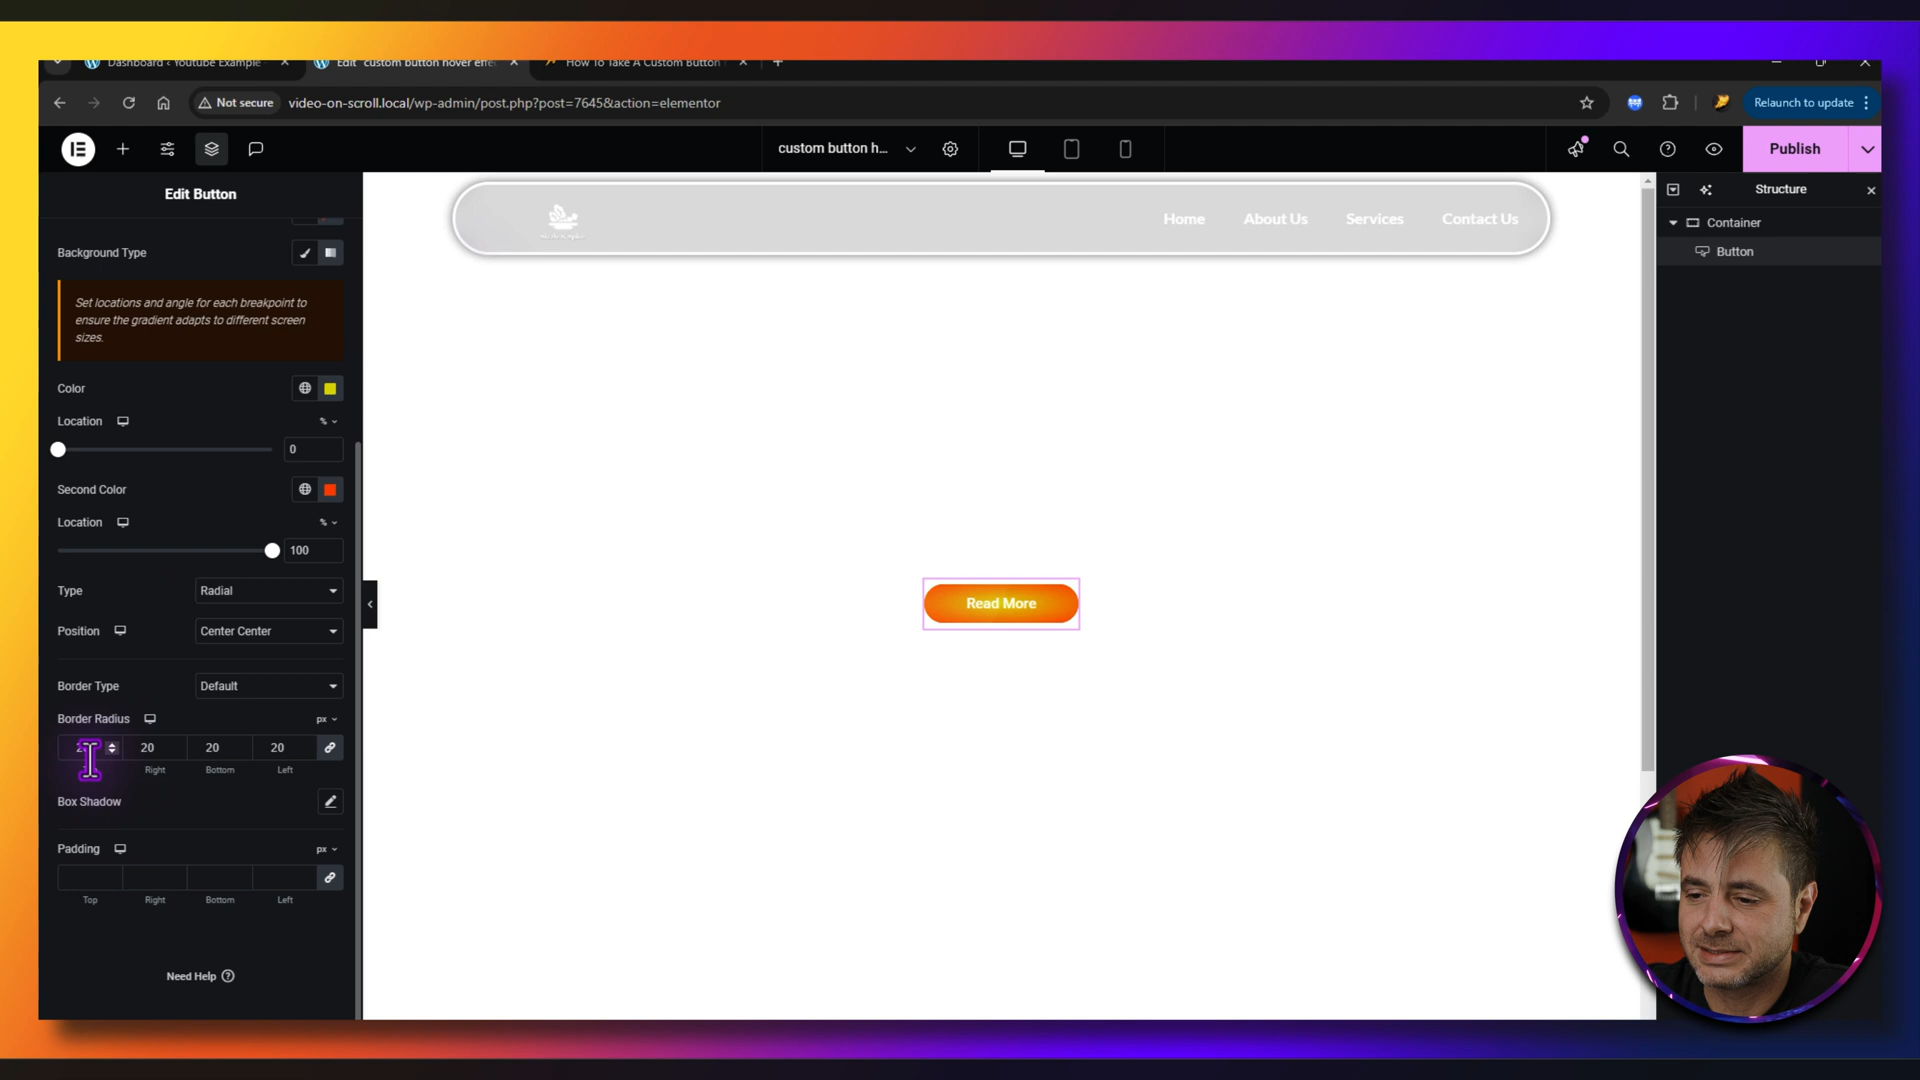 Dashboard ‹ Youtube Example
Edit "custom button hover effe
How To Take A Custom Button
Not secure
video-on-scroll.local/wp-admin/post.php?post=7645&action=elementor
Relaunch to update
custom button h...
Publish
Edit Button
Structure
Background Type
Set locations and angle for each breakpoint to
ensure the gradient adapts to different screen
sizes.
Color
Location
%
0
Second Color
Location
%
100
Type
Radial
Position
Center Center
Border Type
Default
Border Radius
px
20
20
20
Right
Bottom
Left
Box Shadow
Padding
px
Top
Right
Bottom
Left
Need Help
Home
About Us
Services
Contact Us
Read More
Container
Button